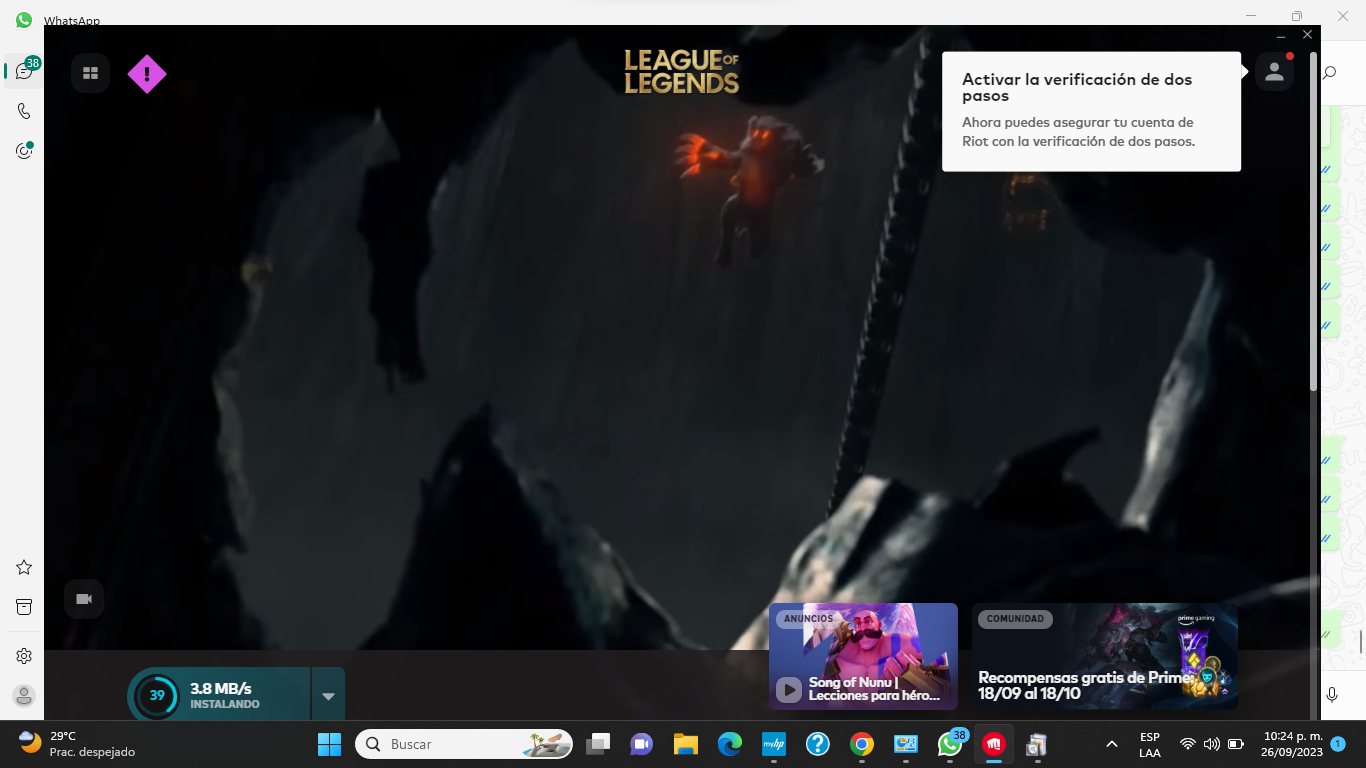 WhatsApp
38
LEAGUE OF
LEGENDS
Activar la verificación de dos
pasos
Ahora puedes asegurar tu cuenta de
Riot con la verificación de dos pasos.
ANUNCIOS
Song of Nunu |
Lecciones para héro...
COMUNIDAD
prime gaming
Recompensas gratis de Prime:
18/09 al 18/10
39
3.8 MB/s
INSTALANDO
29°C
Prac. despejado
Buscar
myhp
38
ESP
LAA
10:24 p. m.
26/09/2023
1